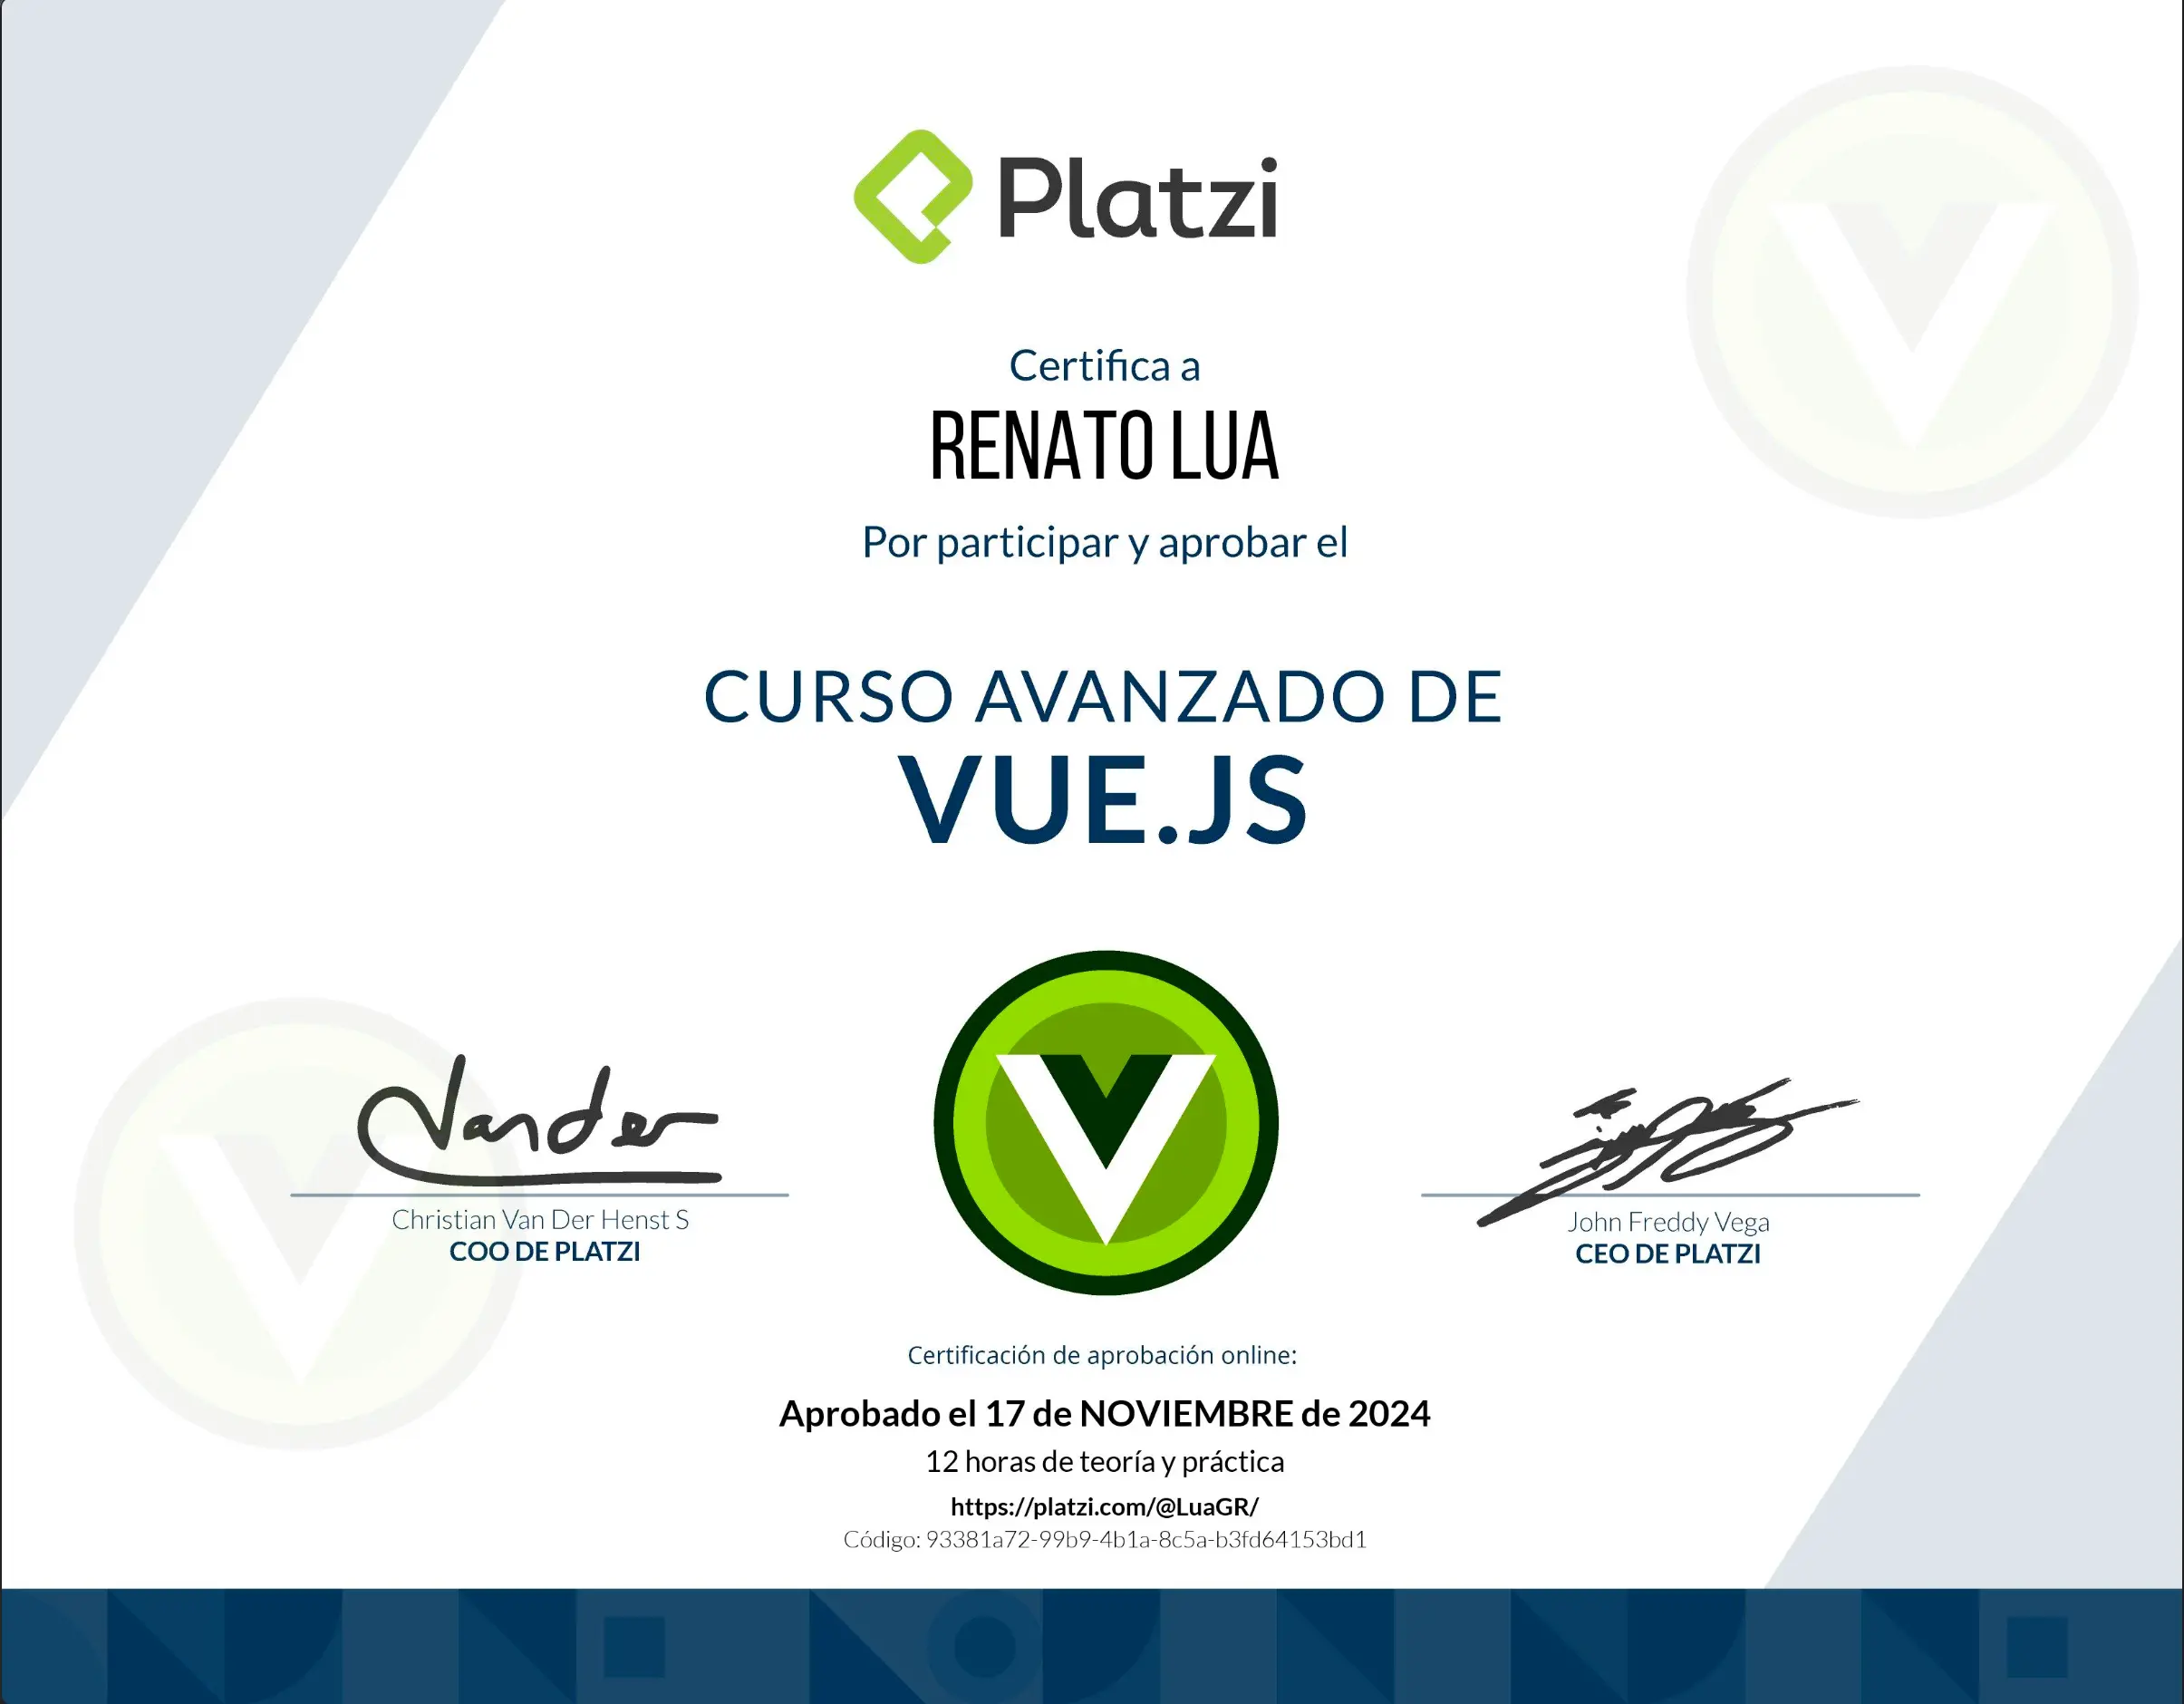 Platzi
Certifica a
RENATO LUA
Por participar y aprobar el
CURSO AVANZADO DE
VUE.JS
Vander
Christian Van Der Henst S
COO DE PLATZI
John Freddy Vega
CEO DE PLATZI
Certificación de aprobación online:
Aprobado el 17 de NOVIEMBRE de 2024
12 horas de teoría y práctica
https://platzi.com/@LuaGR/
Código: 93381a72-99b9-4b1a-8c5a-b3fd64153bd1